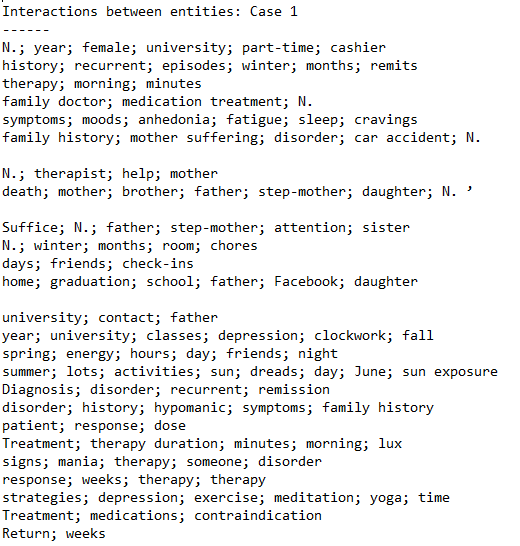 Interactions between entities: Case 1
------
N.; year; female; university; part-time; cashier
history; recurrent; episodes; winter; months; remits
therapy; morning; minutes
family doctor; medication treatment; N.
symptoms; moods; anhedonia; fatigue; sleep; cravings
family history; mother suffering; disorder; car accident; N.
N.; therapist; help; mother
death; mother; brother; father; step-mother; daughter; N. ’
Suffice; N.; father; step-mother; attention; sister
N.; winter; months; room; chores
days; friends; check-ins
home; graduation; school; father; Facebook; daughter
university; contact; father
year; university; classes; depression; clockwork; fall
spring; energy; hours; day; friends; night
summer; lots; activities; sun; dreads; day; June; sun exposure
Diagnosis; disorder; recurrent; remission
disorder; history; hypomanic; symptoms; family history
patient; response; dose
Treatment; therapy duration; minutes; morning; lux
signs; mania; therapy; someone; disorder
response; weeks; therapy; therapy
strategies; depression; exercise; meditation; yoga; time
Treatment; medications; contraindication
Return; weeks